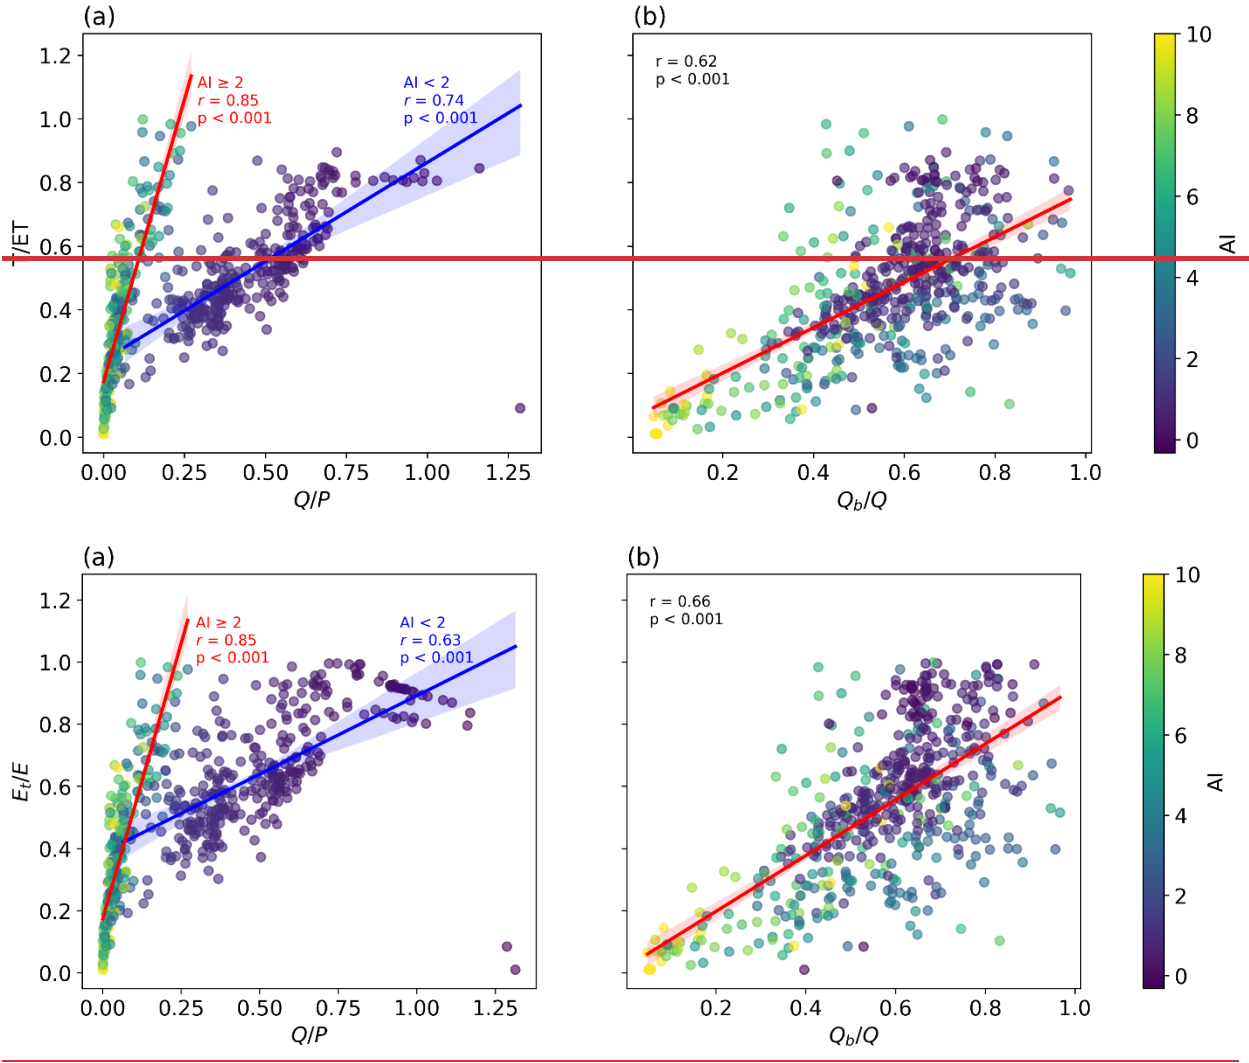 (a)
(b)
1.2
1.0
0.8
0.6
0.4
0.2
0.0
T/ET
AI ≥ 2
r = 0.85
p < 0.001
AI < 2
r = 0.74
p < 0.001
0.00 0.25 0.50 0.75 1.00 1.25
Q/P
r = 0.62
p < 0.001
0.2 0.4 0.6 0.8 1.0
Qb/Q
10
8
6
4
2
0
AI
(a)
(b)
1.2
1.0
0.8
0.6
0.4
0.2
0.0
Et/E
AI ≥ 2
r = 0.85
p < 0.001
AI < 2
r = 0.63
p < 0.001
0.00 0.25 0.50 0.75 1.00 1.25
Q/P
r = 0.66
p < 0.001
0.2 0.4 0.6 0.8 1.0
Qb/Q
10
8
6
4
2
0
AI